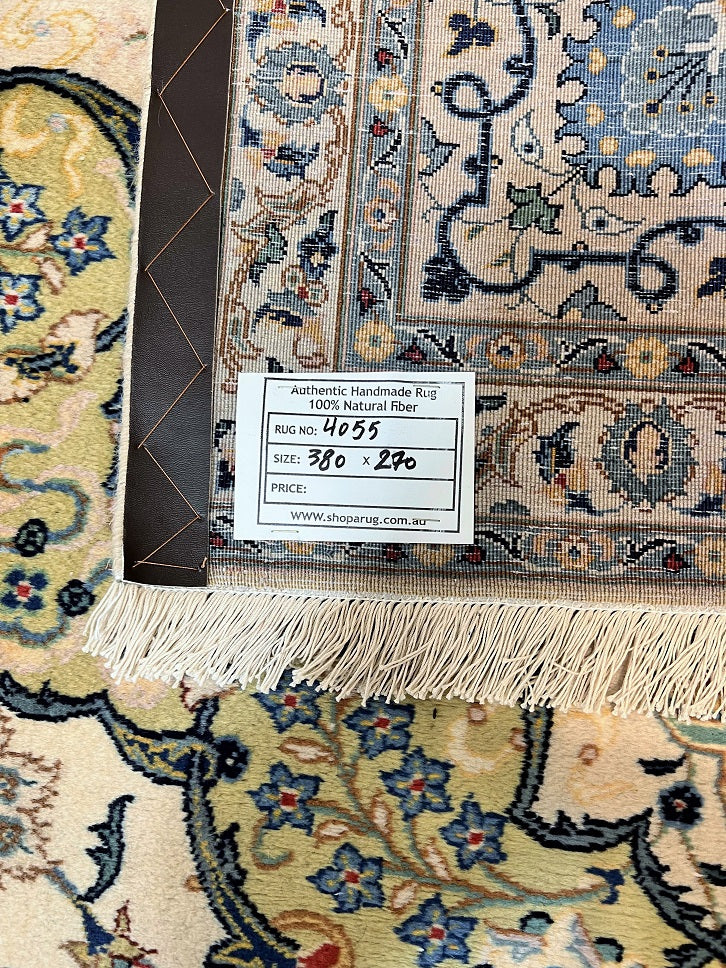 Authentic Handmade Rug
100% Natural Fiber
RUG NO: 4055
SIZE: 380 x 270
PRICE:
WWW.shoparug.com.au